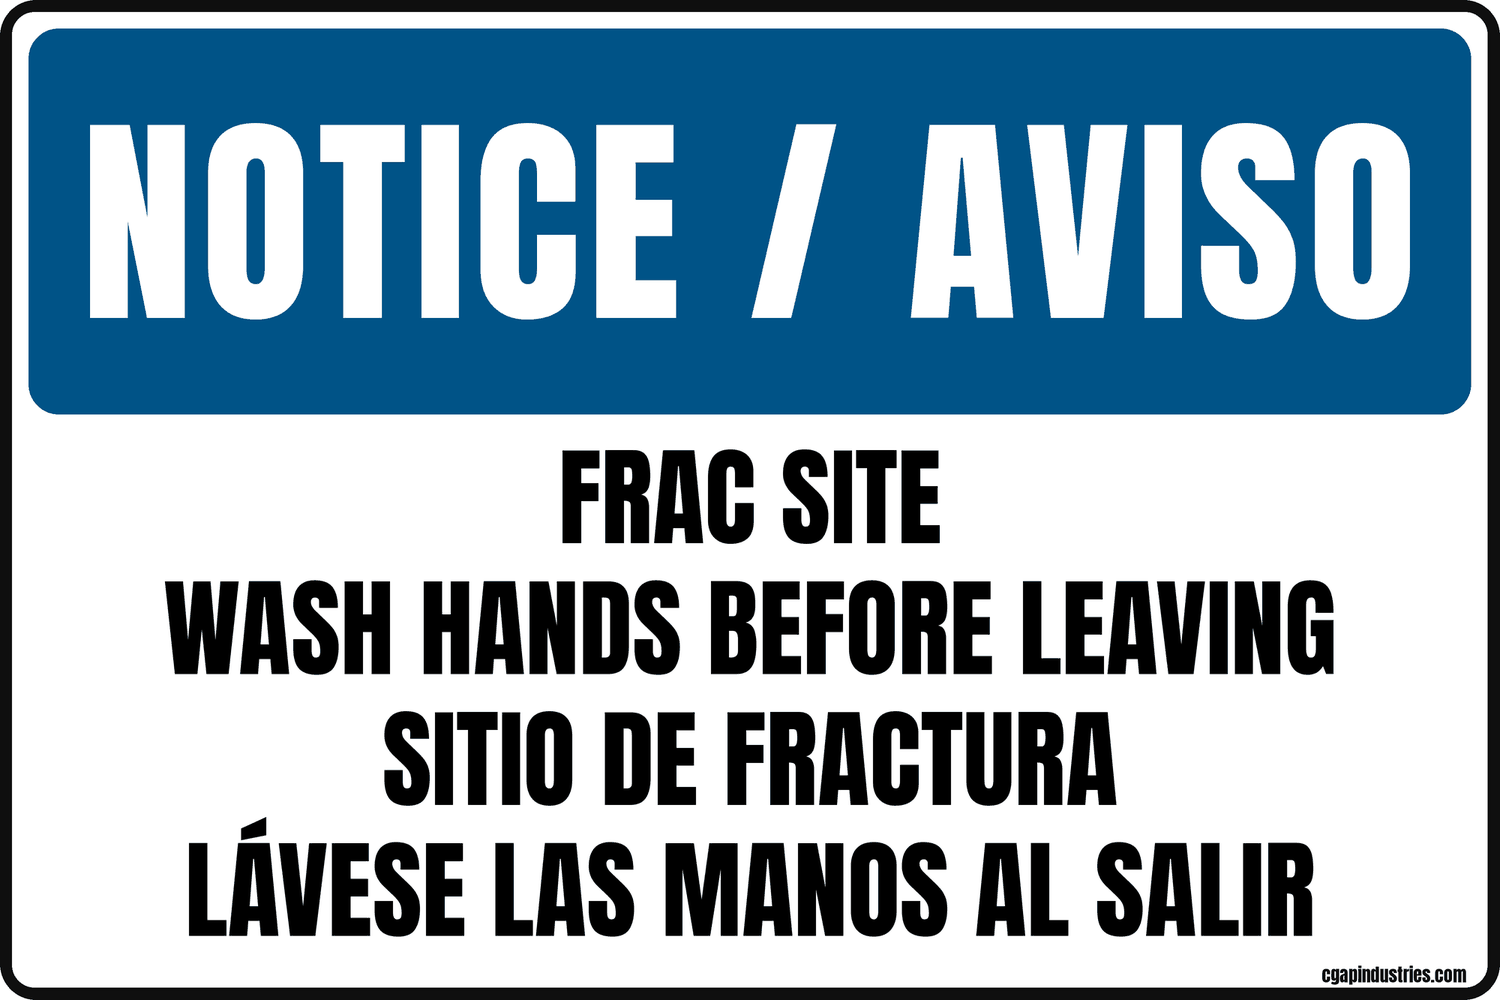 NOTICE / AVISO
FRAC SITE
WASH HANDS BEFORE LEAVING
SITIO DE FRACTURA
LÁVESE LAS MANOS AL SALIR
cgapindustries.com